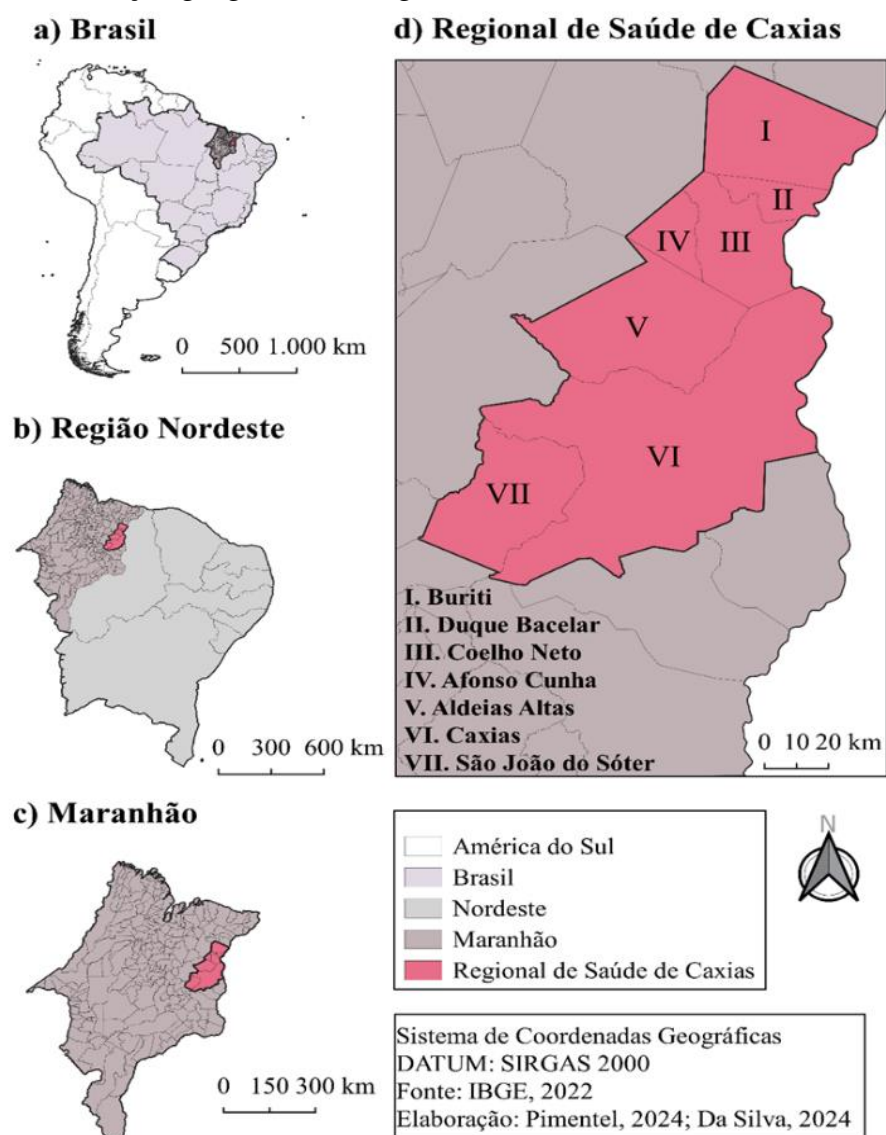 a) Brasil
0 500 1.000 km
b) Região Nordeste
0 300 600 km
c) Maranhão
0 150 300 km
d) Regional de Saúde de Caxias
I
II
III
IV
V
VI
VII
I. Buriti
II. Duque Bacelar
III. Coelho Neto
IV. Afonso Cunha
V. Aldeias Altas
VI. Caxias
VII. São João do Sóter
0 10 20 km
América do Sul
Brasil
Nordeste
Maranhão
Regional de Saúde de Caxias
N
Sistema de Coordenadas Geográficas
DATUM: SIRGAS 2000
Fonte: IBGE, 2022
Elaboração: Pimentel, 2024; Da Silva, 2024